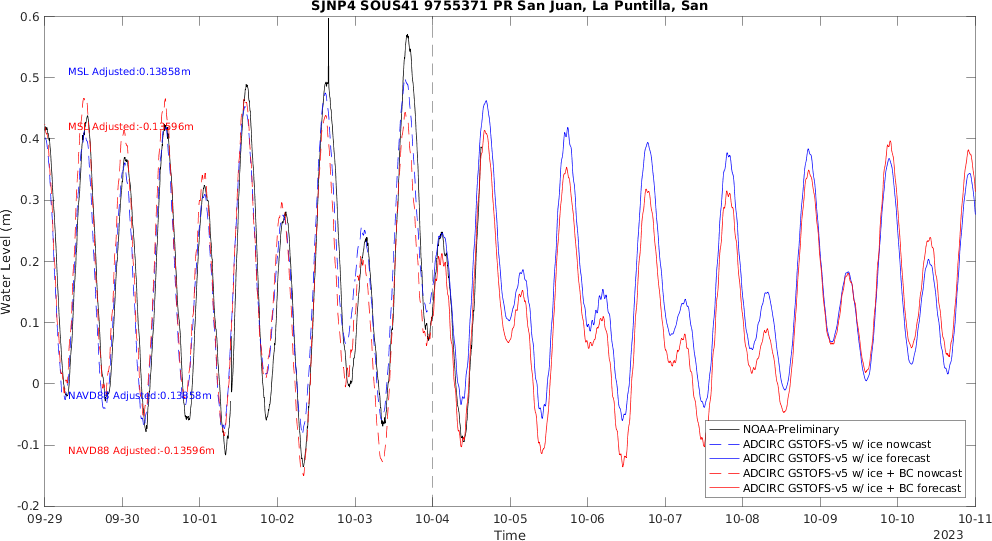 SJNP4 SOUS41 9755371 PR San Juan, La Puntilla, San
Water Level (m)
0.6
0.5
0.4
0.3
0.2
0.1
0
-0.1
-0.2
MSL Adjusted:0.13858m
MSL Adjusted:-0.13596m
NAVD88 Adjusted:0.13858m
NAVD88 Adjusted:-0.13596m
NOAA-Preliminary
ADCIRC GSTOFS-v5 w/ ice nowcast
ADCIRC GSTOFS-v5 w/ ice forecast
ADCIRC GSTOFS-v5 w/ ice + BC nowcast
ADCIRC GSTOFS-v5 w/ ice + BC forecast
09-29 09-30 10-01 10-02 10-03 10-04 10-05 10-06 10-07 10-08 10-09 10-10 10-11
Time
2023